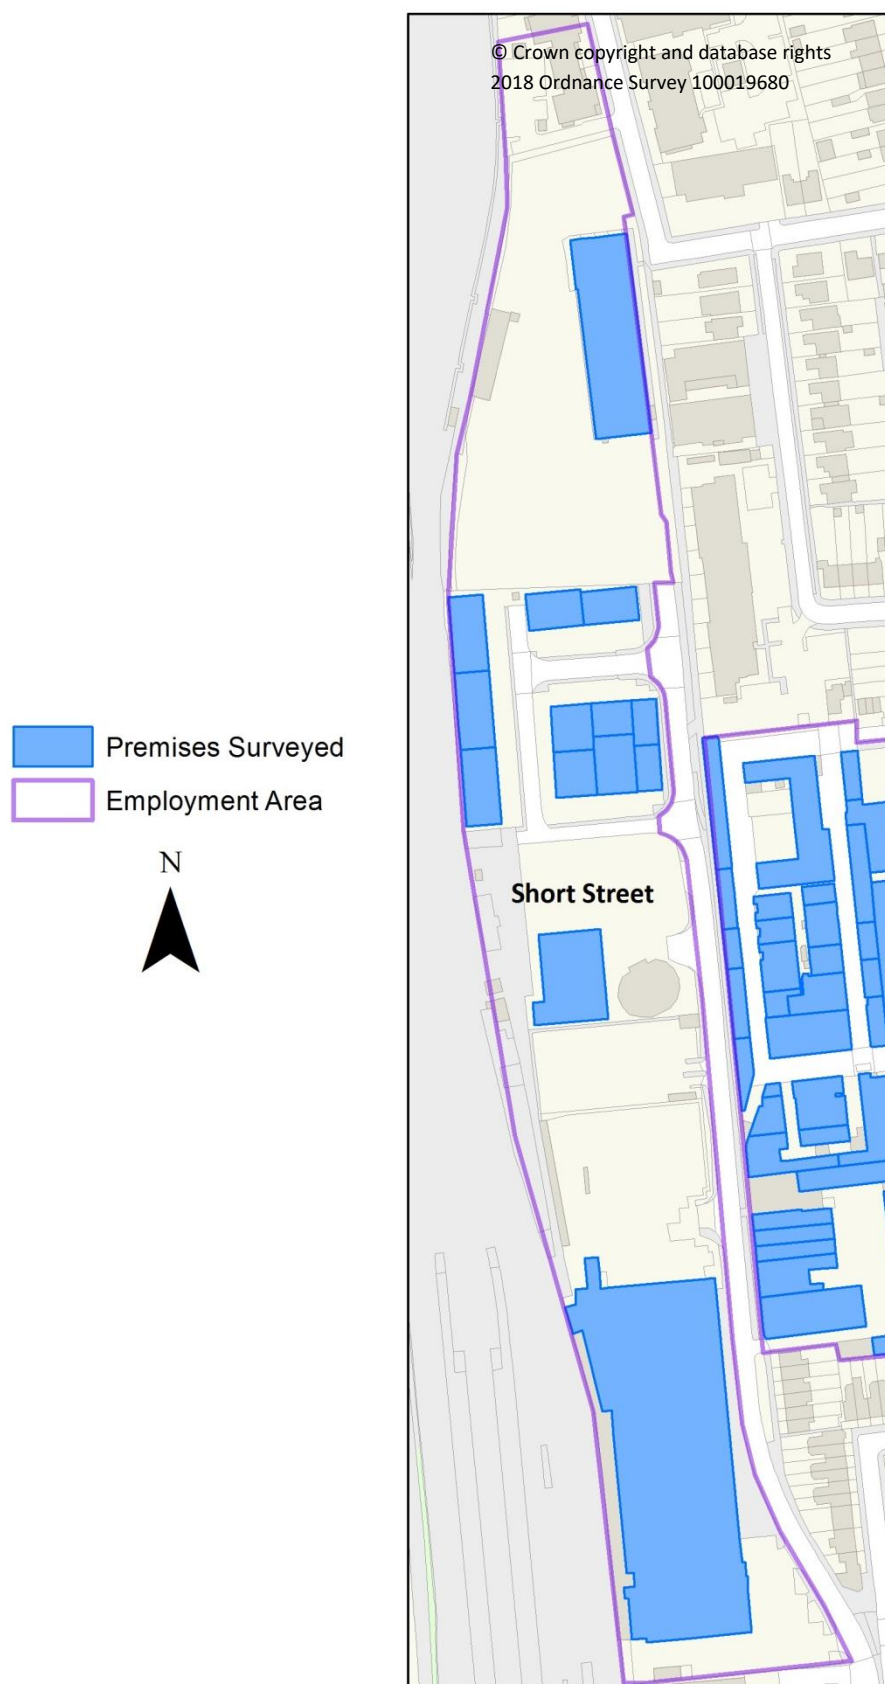 © Crown copyright and database rights
2018 Ordnance Survey 100019680
Premises Surveyed
Employment Area
N
Short Street